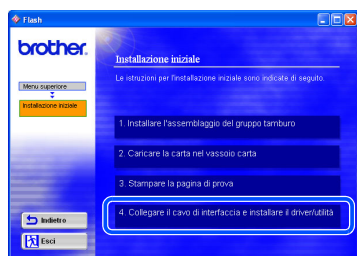 Flash
brother.
Installazione iniziale
Le istruzioni per l'installazione iniziale sono indicate di seguito.
Menu superiore
Installazione iniziale
1. Installare l'assemblaggio del gruppo tamburo
2. Caricare la carta nel vassoio carta
3. Stampare la pagina di prova
4. Collegare il cavo di interfaccia e installare il driver/utilità
Indietro
Esci